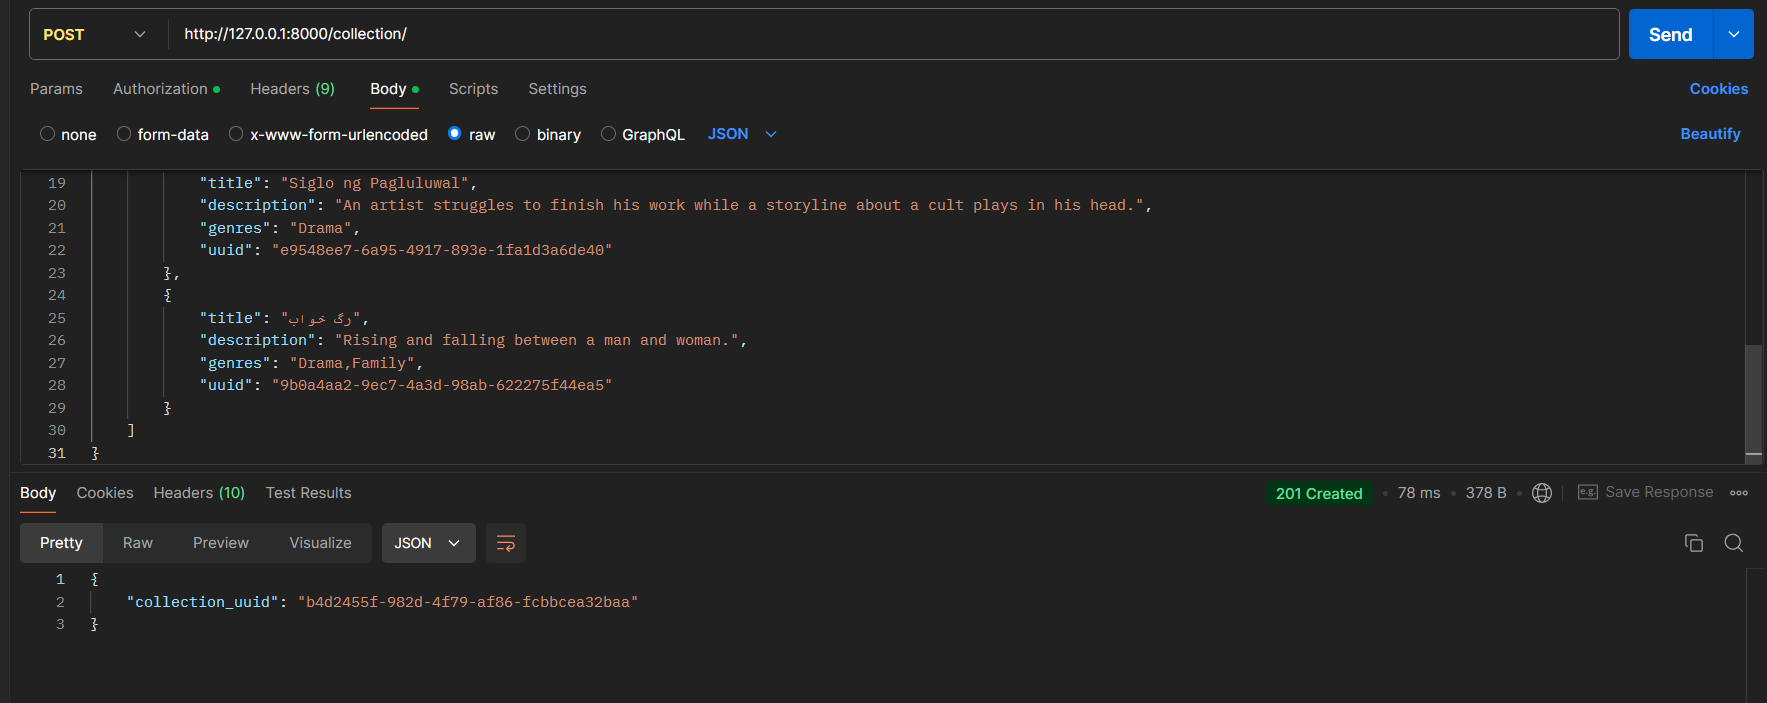 POST http://127.0.0.1:8000/collection/ Send
Params Authorization Headers (9) Body Scripts Settings Cookies
none form-data x-www-form-urlencoded raw binary GraphQL JSON Beautify
19 "title": "Siglo ng Pagluluwal",
20 "description": "An artist struggles to finish his work while a storyline about a cult plays in his head.",
21 "genres": "Drama",
22 "uuid": "e9548ee7-6a95-4917-893e-1fa1d3a6de40"
23 },
24 {
25 "title": "رگ خواب",
26 "description": "Rising and falling between a man and woman.",
27 "genres": "Drama,Family",
28 "uuid": "9b0a4aa2-9ec7-4a3d-98ab-622275f44ea5"
29 }
30 ]
31 }
Body Cookies Headers (10) Test Results 201 Created 78 ms 378 B e.g. Save Response
Pretty Raw Preview Visualize JSON
1 {
2 "collection_uuid": "b4d2455f-982d-4f79-af86-fcbbcea32baa"
3 }